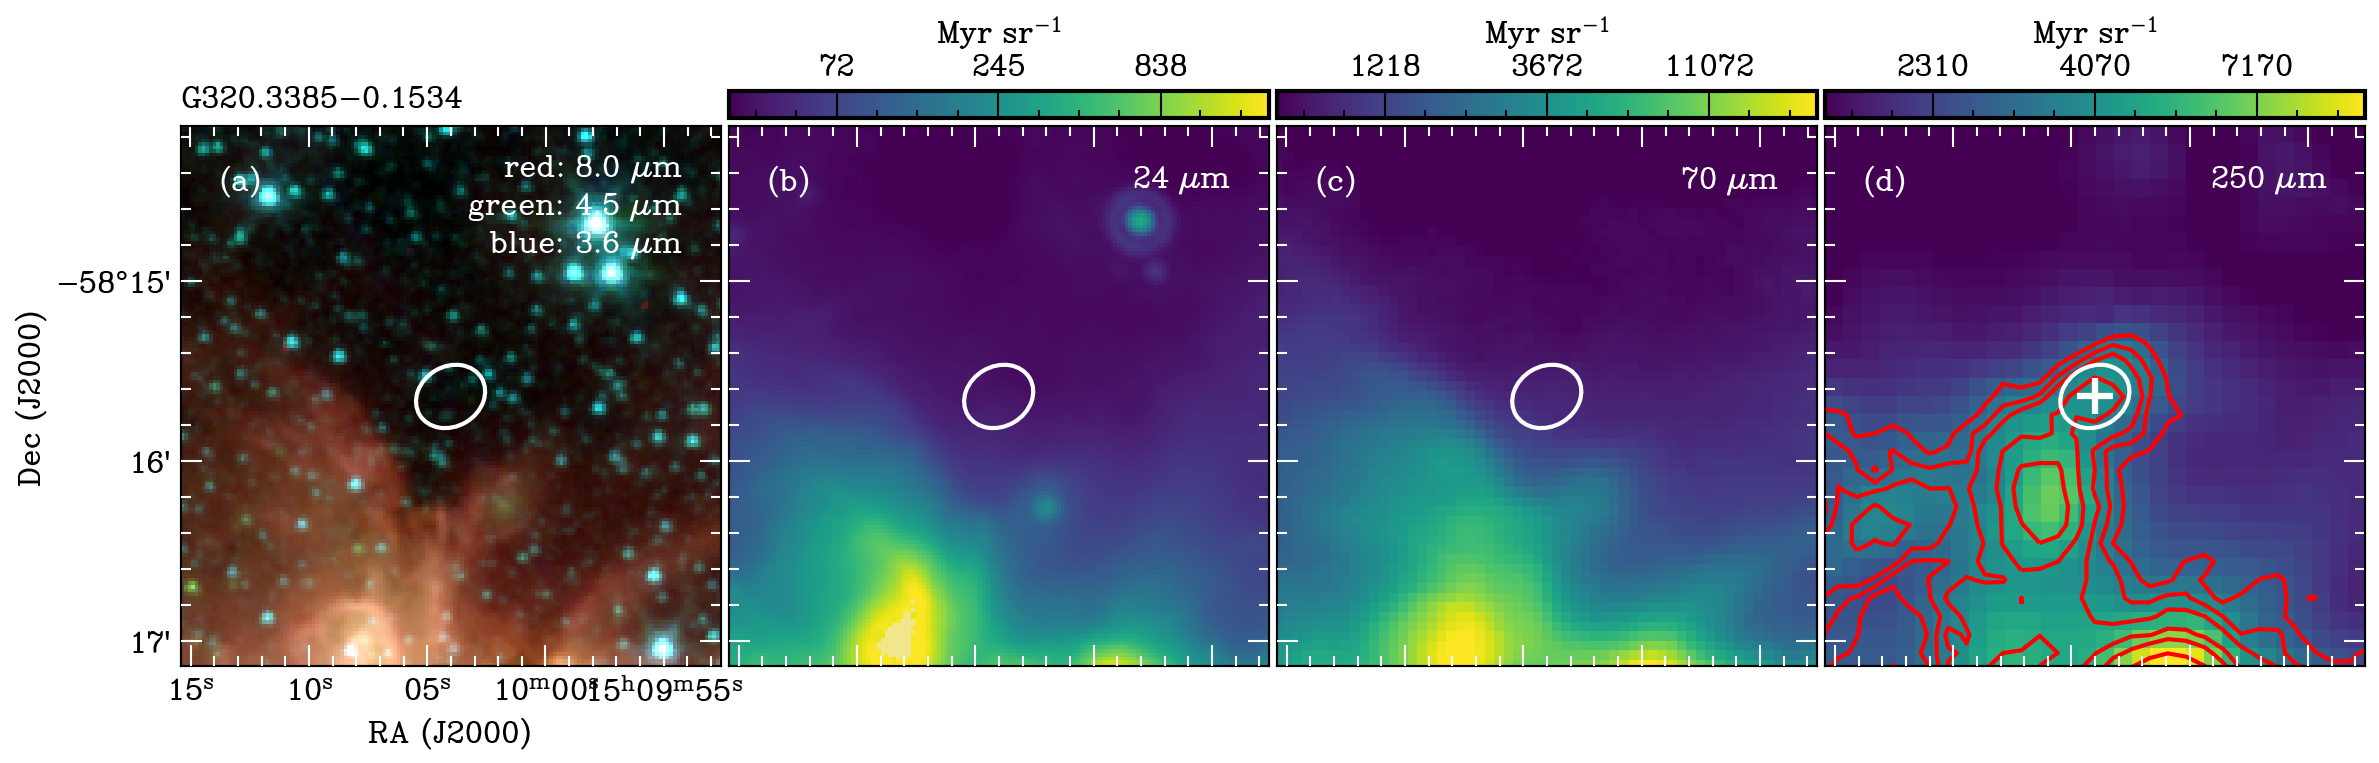 Myr sr⁻¹ Myr sr⁻¹ Myr sr⁻¹
72 245 838 1218 3672 11072 2310 4070 7170
G320.3385−0.1534
(a) red: 8.0 μm
green: 4.5 μm
blue: 3.6 μm
(b) 24 μm
(c) 70 μm
(d) 250 μm
−58°15'
16'
17'
Dec (J2000)
15ˢ 10ˢ 05ˢ 10ᵐ00ˢ 15ʰ09ᵐ55ˢ
RA (J2000)